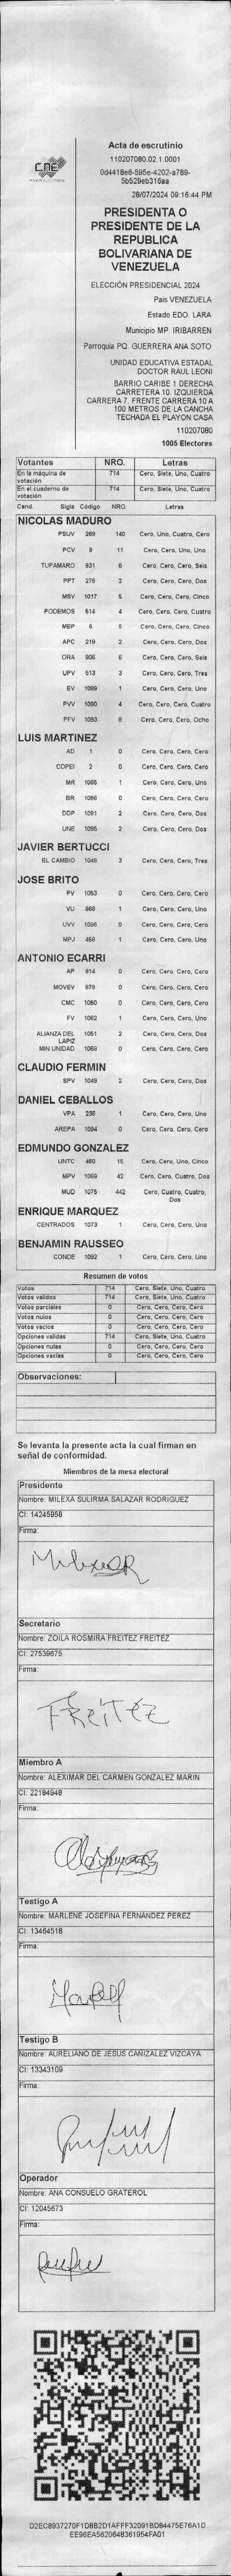 CNE
Acta de escrutinio
110207080.02.1.0001
0d4418e6-595e-4202-a789-
5b529eb316aa
28/07/2024 09:16:44 PM
PRESIDENTA O
PRESIDENTE DE LA
REPUBLICA
BOLIVARIANA DE
VENEZUELA
ELECCIÓN PRESIDENCIAL 2024
Pais VENEZUELA
Estado EDO. LARA
Municipio MP. IRIBARREN
Parroquia PQ. GUERRERA ANA SOTO
UNIDAD EDUCATIVA ESTADAL
DOCTOR RAUL LEONI
BARRIO CARIBE 1 DERECHA
CARRETERA 10. IZQUIERDA
CARRERA 7. FRENTE CARRERA 10 A
100 METROS DE LA CANCHA
TECHADA EL PLAYON CASA
110207080
1005 Electores
Votantes NRO. Letras
En la máquina de votación 714 Cero, Siete, Uno, Cuatro
En el cuaderno de votación 714 Cero, Siete, Uno, Cuatro
Cand. Sigla Código NRO. Letras
NICOLAS MADURO
PSUV 269 140 Cero, Uno, Cuatro, Cero
PCV 9 11 Cero, Cero, Uno, Uno
TUPAMARO 931 6 Cero, Cero, Cero, Seis
PPT 276 2 Cero, Cero, Cero, Dos
MSV 1017 5 Cero, Cero, Cero, Cinco
PODEMOS 514 4 Cero, Cero, Cero, Cuatro
MEP 6 5 Cero, Cero, Cero, Cinco
APC 219 2 Cero, Cero, Cero, Dos
ORA 906 6 Cero, Cero, Cero, Seis
UPV 513 3 Cero, Cero, Cero, Tres
EV 1089 1 Cero, Cero, Cero, Uno
PVV 1090 4 Cero, Cero, Cero, Cuatro
PFV 1093 8 Cero, Cero, Cero, Ocho
LUIS MARTINEZ
AD 1 0 Cero, Cero, Cero, Cero
COPEI 2 0 Cero, Cero, Cero, Cero
MR 1066 1 Cero, Cero, Cero, Uno
BR 1056 0 Cero, Cero, Cero, Cero
DDP 1091 2 Cero, Cero, Cero, Dos
UNE 1095 2 Cero, Cero, Cero, Dos
JAVIER BERTUCCI
EL CAMBIO 1048 3 Cero, Cero, Cero, Tres
JOSE BRITO
PV 1053 0 Cero, Cero, Cero, Cero
VU 868 1 Cero, Cero, Cero, Uno
UVV 1096 0 Cero, Cero, Cero, Cero
MPJ 458 1 Cero, Cero, Cero, Uno
ANTONIO ECARRI
AP 814 0 Cero, Cero, Cero, Cero
MOVEV 979 0 Cero, Cero, Cero, Cero
CMC 1050 0 Cero, Cero, Cero, Cero
FV 1062 1 Cero, Cero, Cero, Uno
ALIANZA DEL LAPIZ 1051 2 Cero, Cero, Cero, Dos
MIN UNIDAD 1068 0 Cero, Cero, Cero, Cero
CLAUDIO FERMIN
SPV 1049 2 Cero, Cero, Cero, Dos
DANIEL CEBALLOS
VPA 236 1 Cero, Cero, Cero, Uno
AREPA 1094 0 Cero, Cero, Cero, Cero
EDMUNDO GONZALEZ
UNTC 460 15 Cero, Cero, Uno, Cinco
MPV 1069 42 Cero, Cero, Cuatro, Dos
MUD 1075 442 Cero, Cuatro, Cuatro,
Dos
ENRIQUE MARQUEZ
CENTRADOS 1073 1 Cero, Cero, Cero, Uno
BENJAMIN RAUSSEO
CONDE 1092 1 Cero, Cero, Cero, Uno
Resumen de votos
Votos 714 Cero, Siete, Uno, Cuatro
Votos validos 714 Cero, Siete, Uno, Cuatro
Votos parciales 0 Cero, Cero, Cero, Cero
Votos nulos 0 Cero, Cero, Cero, Cero
Votos vacios 0 Cero, Cero, Cero, Cero
Opciones validas 714 Cero, Siete, Uno, Cuatro
Opciones nulas 0 Cero, Cero, Cero, Cero
Opciones vacias 0 Cero, Cero, Cero, Cero
Observaciones:
Se levanta la presente acta la cual firman en
señal de conformidad.
Miembros de la mesa electoral
Presidente
Nombre: MILEXA SULIRMA SALAZAR RODRIGUEZ
CI: 14245958
Firma:
Secretario
Nombre: ZOILA ROSMIRA FREITEZ FREITEZ
CI: 27539675
Firma:
FREITEZ
Miembro A
Nombre: ALEXIMAR DEL CARMEN GONZALEZ MARIN
CI: 22184948
Firma:
Testigo A
Nombre: MARLENE JOSEFINA FERNANDEZ PEREZ
CI: 13464518
Firma:
Testigo B
Nombre: AURELIANO DE JESUS CAÑIZALEZ VIZCAYA
CI: 13343109
Firma:
Operador
Nombre: ANA CONSUELO GRATEROL
CI: 12045673
Firma:
D2EC8937270F1D8B2D1AFFF32091BD84475E76A1D
EE96EA5620648361954FA01